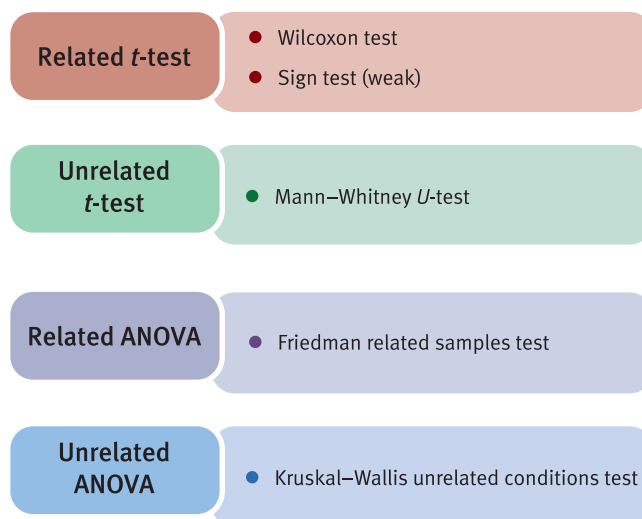 Related t-test
Wilcoxon test
Sign test (weak)
Unrelated
t-test
Mann–Whitney U-test
Related ANOVA
Friedman related samples test
Unrelated
ANOVA
Kruskal–Wallis unrelated conditions test